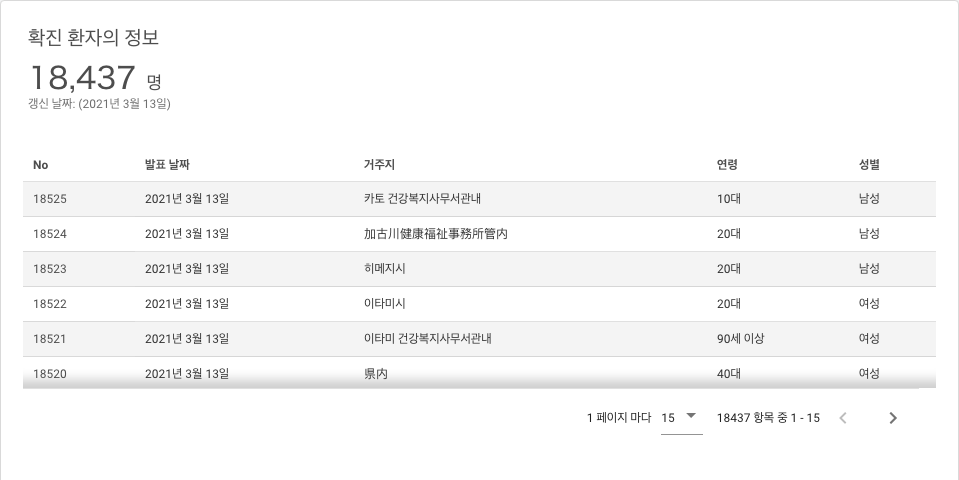 확진 환자의 정보
18,437 명
갱신 날짜: (2021년 3월 13일)
No 발표 날짜 거주지 연령 성별
18525 2021년 3월 13일 카토 건강복지사무서관내 10대 남성
18524 2021년 3월 13일 加古川健康福祉事務所管内 20대 남성
18523 2021년 3월 13일 히메지시 20대 남성
18522 2021년 3월 13일 이타미시 20대 여성
18521 2021년 3월 13일 이타미 건강복지사무서관내 90세 이상 여성
18520 2021년 3월 13일 県内 40대 여성
1 페이지 마다 15 18437 항목 중 1 - 15